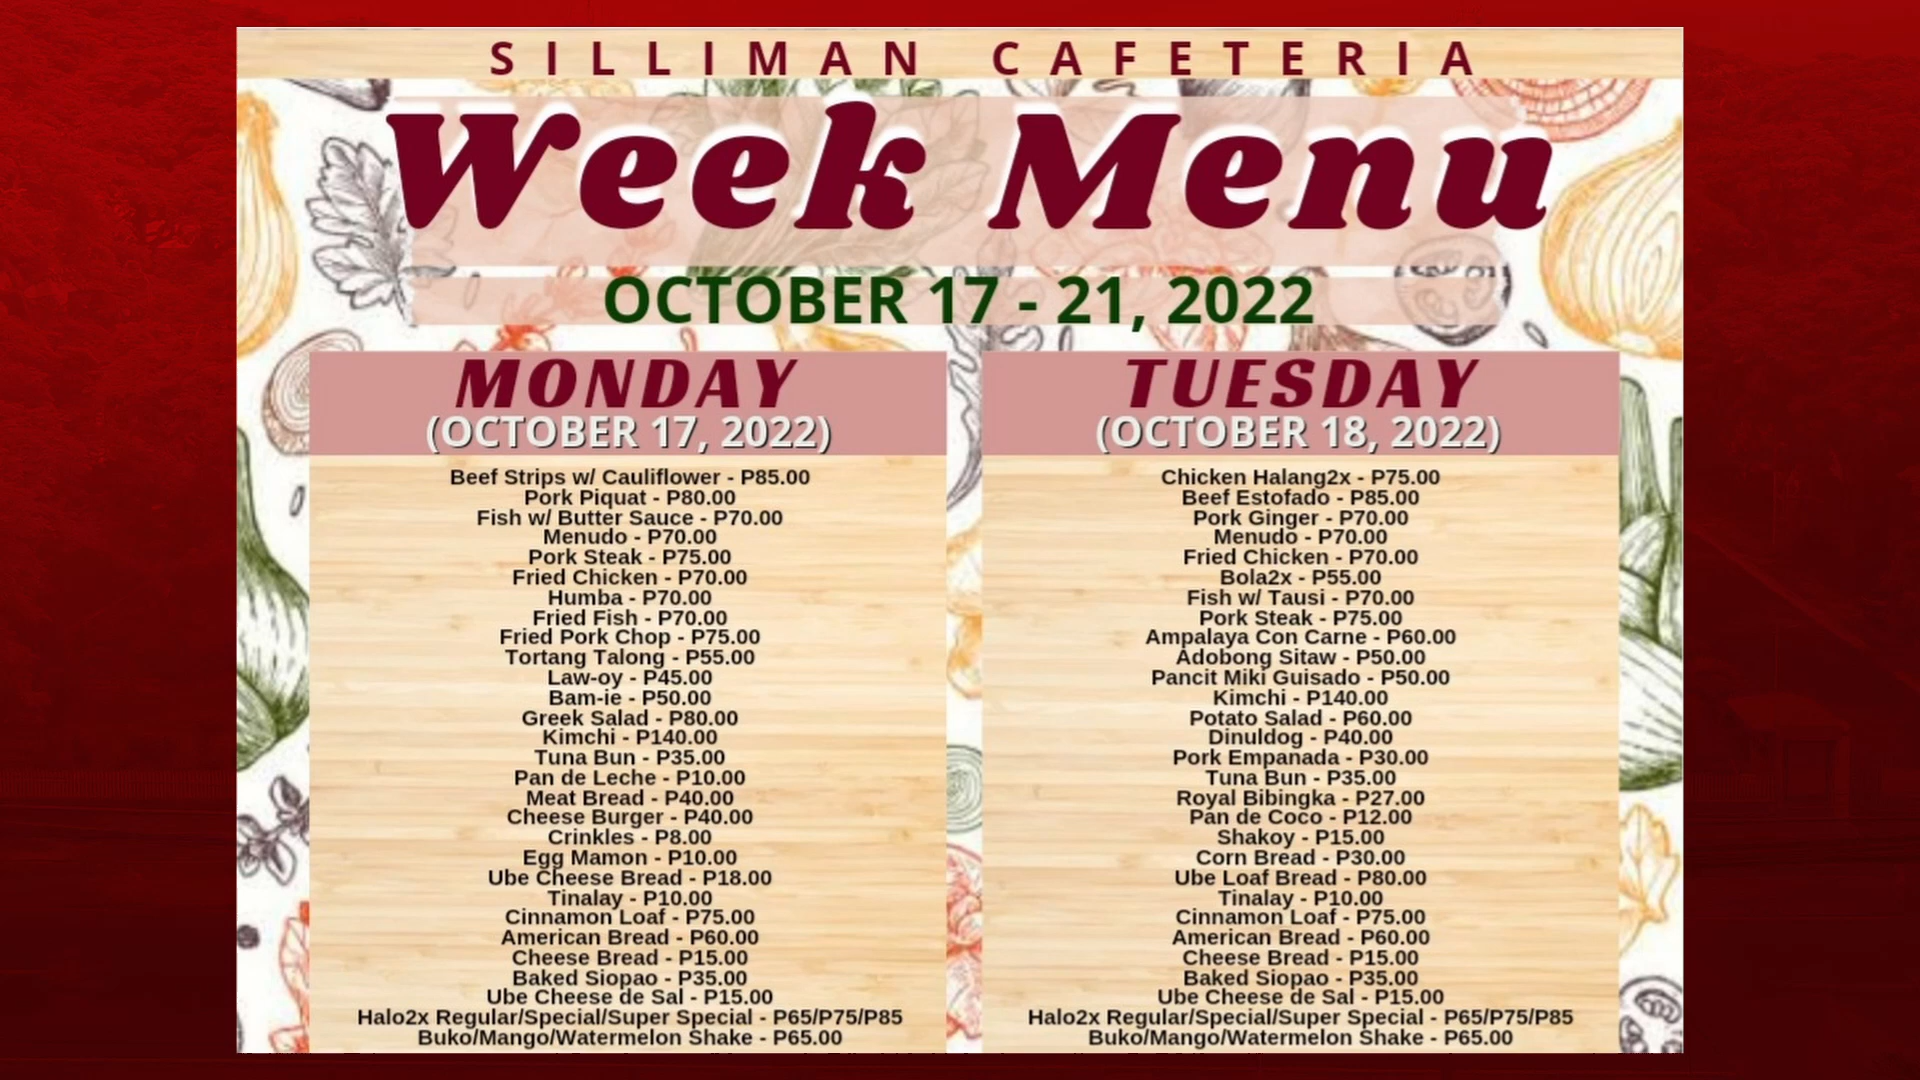 SILLIMAN CAFETERIA
Week Menu
OCTOBER 17 - 21, 2022
MONDAY
(OCTOBER 17, 2022)
Beef Strips w/ Cauliflower - P85.00
Pork Piquat - P80.00
Fish w/ Butter Sauce - P70.00
Menudo - P70.00
Pork Steak - P75.00
Fried Chicken - P70.00
Humba - P70.00
Fried Fish - P70.00
Fried Pork Chop - P75.00
Tortang Talong - P55.00
Law-oy - P45.00
Bam-ie - P50.00
Greek Salad - P80.00
Kimchi - P140.00
Tuna Bun - P35.00
Pan de Leche - P10.00
Meat Bread - P40.00
Cheese Burger - P40.00
Crinkles - P8.00
Egg Mamon - P10.00
Ube Cheese Bread - P18.00
Tinalay - P10.00
Cinnamon Loaf - P75.00
American Bread - P60.00
Cheese Bread - P15.00
Baked Siopao - P35.00
Ube Cheese de Sal - P15.00
Halo2x Regular/Special/Super Special - P65/P75/P85
Buko/Mango/Watermelon Shake - P65.00
TUESDAY
(OCTOBER 18, 2022)
Chicken Halang2x - P75.00
Beef Estofado - P85.00
Pork Ginger - P70.00
Menudo - P70.00
Fried Chicken - P70.00
Bola2x - P55.00
Fish w/ Tausi - P70.00
Pork Steak - P75.00
Ampalaya Con Carne - P60.00
Adobong Sitaw - P50.00
Pancit Miki Guisado - P50.00
Kimchi - P140.00
Potato Salad - P60.00
Dinuldog - P40.00
Pork Empanada - P30.00
Tuna Bun - P35.00
Royal Bibingka - P27.00
Pan de Coco - P12.00
Shakoy - P15.00
Corn Bread - P30.00
Ube Loaf Bread - P80.00
Tinalay - P10.00
Cinnamon Loaf - P75.00
American Bread - P60.00
Cheese Bread - P15.00
Baked Siopao - P35.00
Ube Cheese de Sal - P15.00
Halo2x Regular/Special/Super Special - P65/P75/P85
Buko/Mango/Watermelon Shake - P65.00